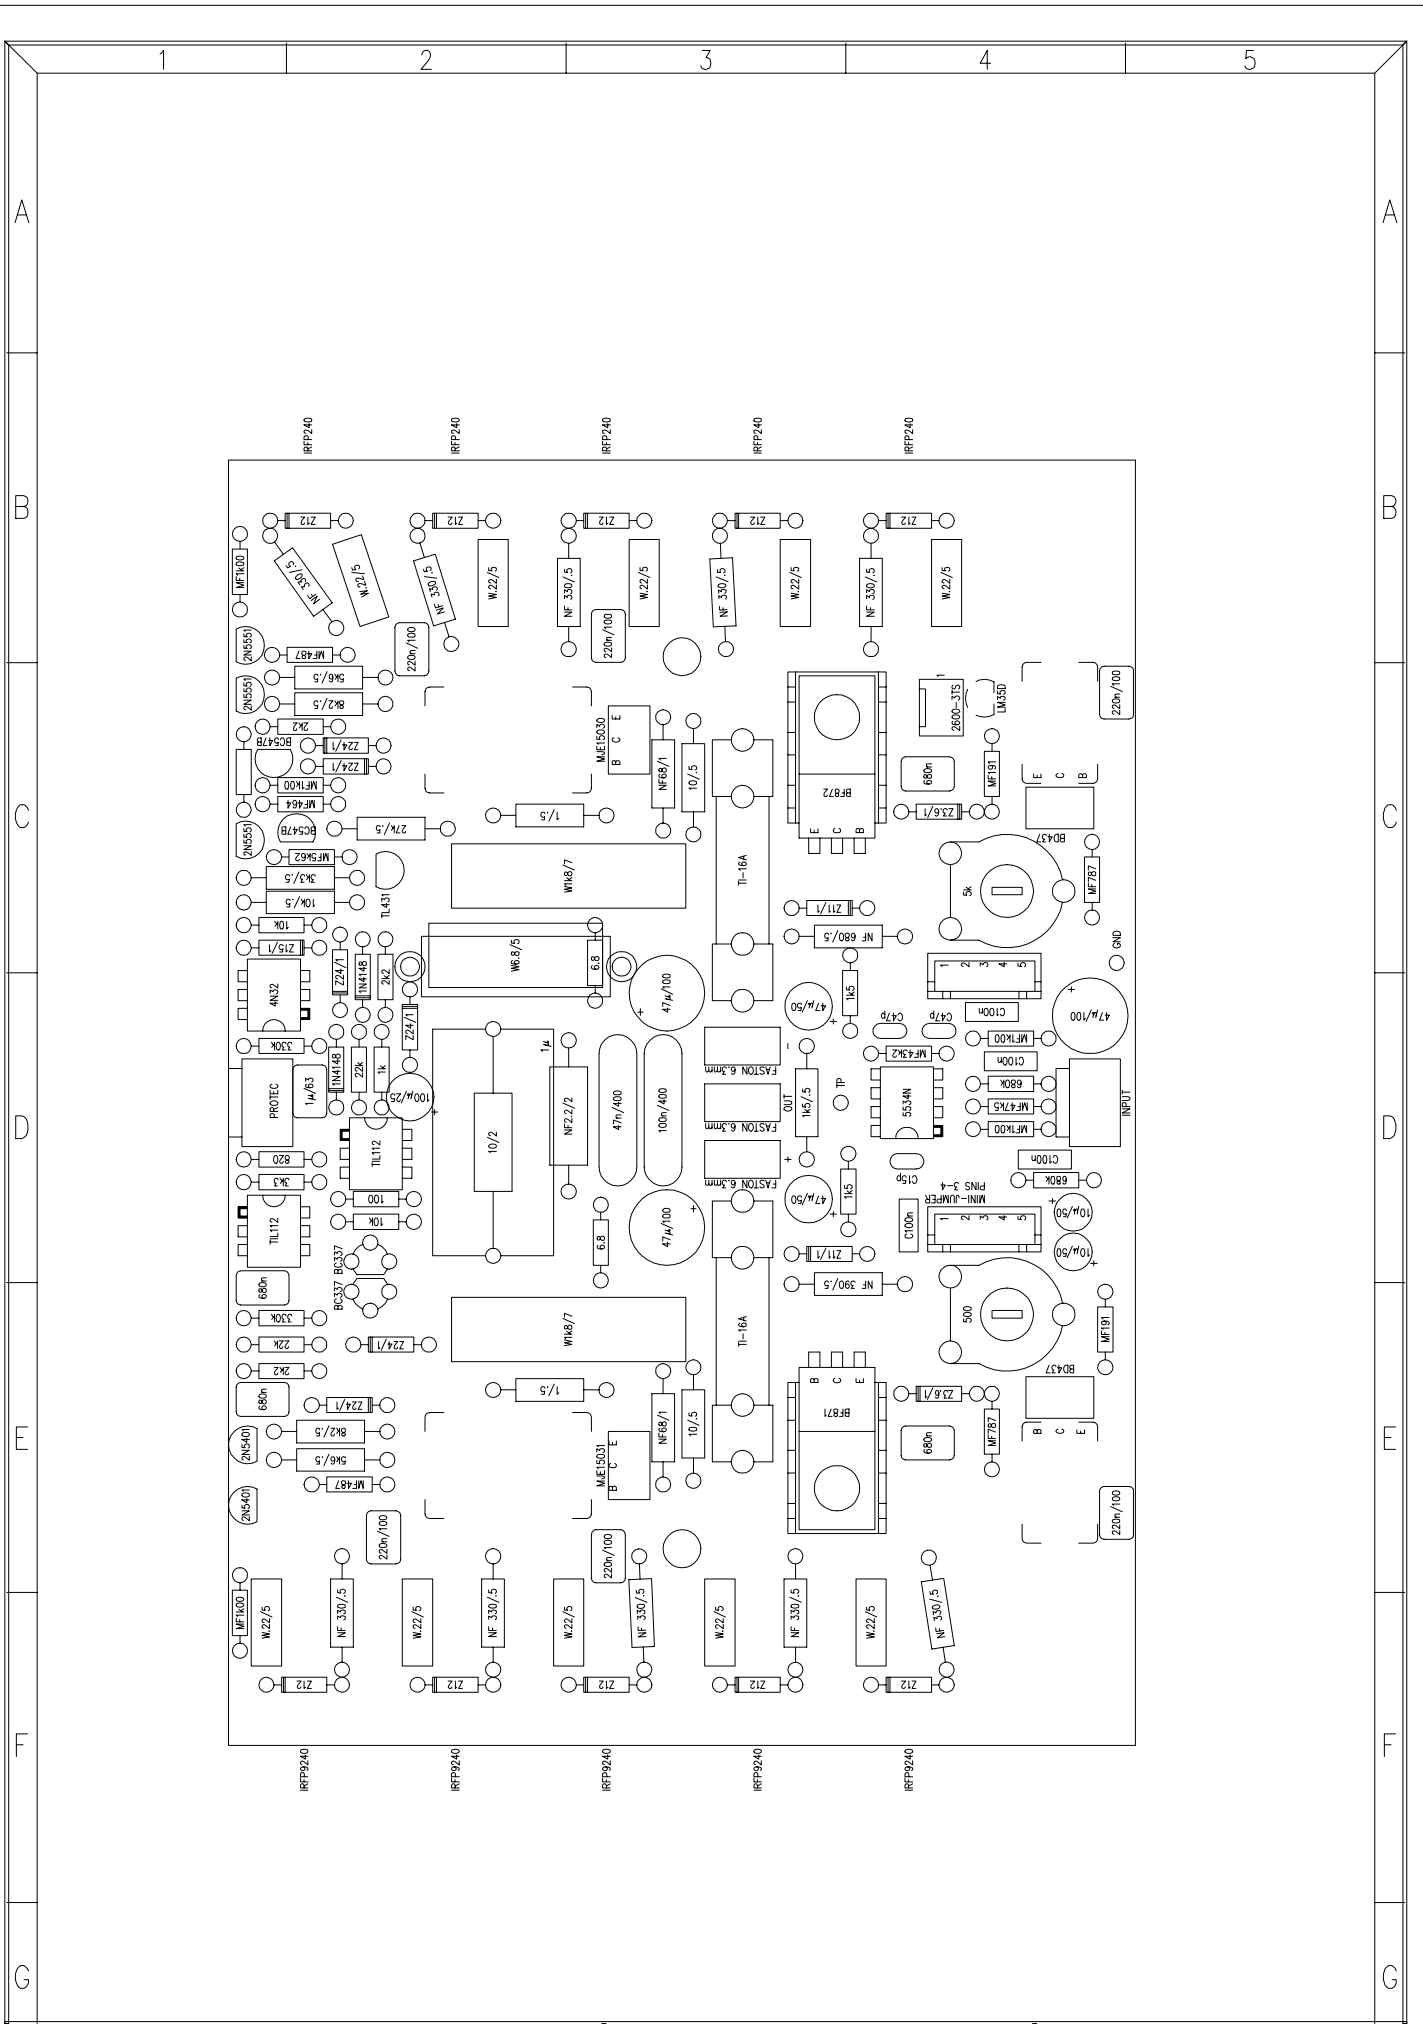 1 2 3 4 5
A A
IRFP240 IRFP240 IRFP240 IRFP240 IRFP240
B B
Z12 Z12 Z12 Z12 Z12
MF1k00
NF 330/.5
W.22/5
NF 330/.5
W.22/5
NF 330/.5
W.22/5
NF 330/.5
W.22/5
NF 330/.5
W.22/5
2N5551
220n/100
220n/100
MF487
5k6/.5
2N5551
8k2/.5
2k2
BC547B
Z24/1
Z24/1
MF1k00
MF464
MJE15030
B C E
NF68/1
10/.5
BF872
E
C
B
1
2600-3TS
LM35D
220n/100
680n
MF191
E
C
B
Z3.6/1
BD437
C C
2N5551
BC547B
27k/.5
1/.5
MF5k62
3k3/.5
10k/.5
TL431
W1k8/7
TI-16A
5k
MF787
10k
Z15/1
Z11/1
NF 680/.5
GND
4N32
Z24/1
1N4148
2k2
W6.8/5
6.8
47µ/100
+
47µ/50
+
1k5
1 2 3 4 5
C100n
47µ/100
+
Z24/1
C47p
C47p
330k
1N4148
22k
1k
1µ
FASTON 6.3mm
-
MF43k2
MF1k00
C100n
PROTEC
1µ/63
100µ/25
+
10/2
NF2.2/2
47n/400
100n/400
FASTON 6.3mm
OUT
1k5/.5
TP
5534N
680k
MF47k5
MF1k00
INPUT
D D
TIL112
820
3k3
FASTON 6.3mm
+
C15p
C100n
680k
100
10k
TIL112
6.8
47µ/100
+
47µ/50
+
1k5
C100n
MINI-JUMPER
PINS 3-4
1 2 3 4 5
10µ/50
10µ/50
+
BC337
BC337
680n
Z11/1
NF 390/.5
330k
22k
2k2
Z24/1
W1k8/7
TI-16A
500
MF191
BD437
680n
Z24/1
1/.5
8k2/.5
5k6/.5
MF487
2N5401
2N5401
MJE15031
B C E
NF68/1
10/.5
B
C
E
BF871
Z3.6/1
MF787
680n
B
C
E
220n/100
E E
220n/100
220n/100
MF1k00
W.22/5
NF 330/.5
W.22/5
NF 330/.5
W.22/5
NF 330/.5
W.22/5
NF 330/.5
W.22/5
NF 330/.5
Z12 Z12 Z12 Z12 Z12
F F
IRFP9240 IRFP9240 IRFP9240 IRFP9240 IRFP9240
G G